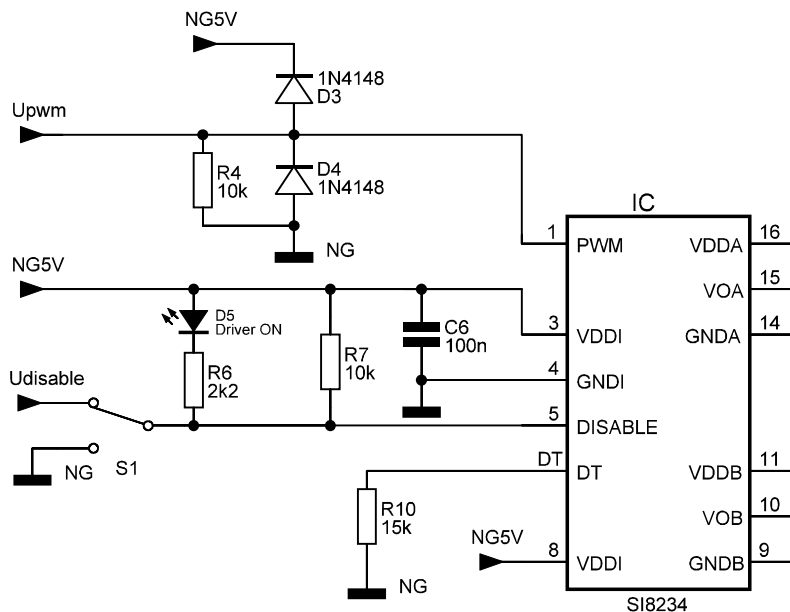 NG5V
1N4148
D3
Upwm
R4
10k
D4
1N4148
NG
IC
1
PWM
VDDA
16
VOA
15
NG5V
D5
Driver ON
R6
2k2
R7
10k
C6
100n
3
VDDI
GNDA
14
4
GNDI
Udisable
5
DISABLE
NG
S1
DT
DT
VDDB
11
R10
15k
VOB
10
NG5V
8
VDDI
GNDB
9
NG
SI8234